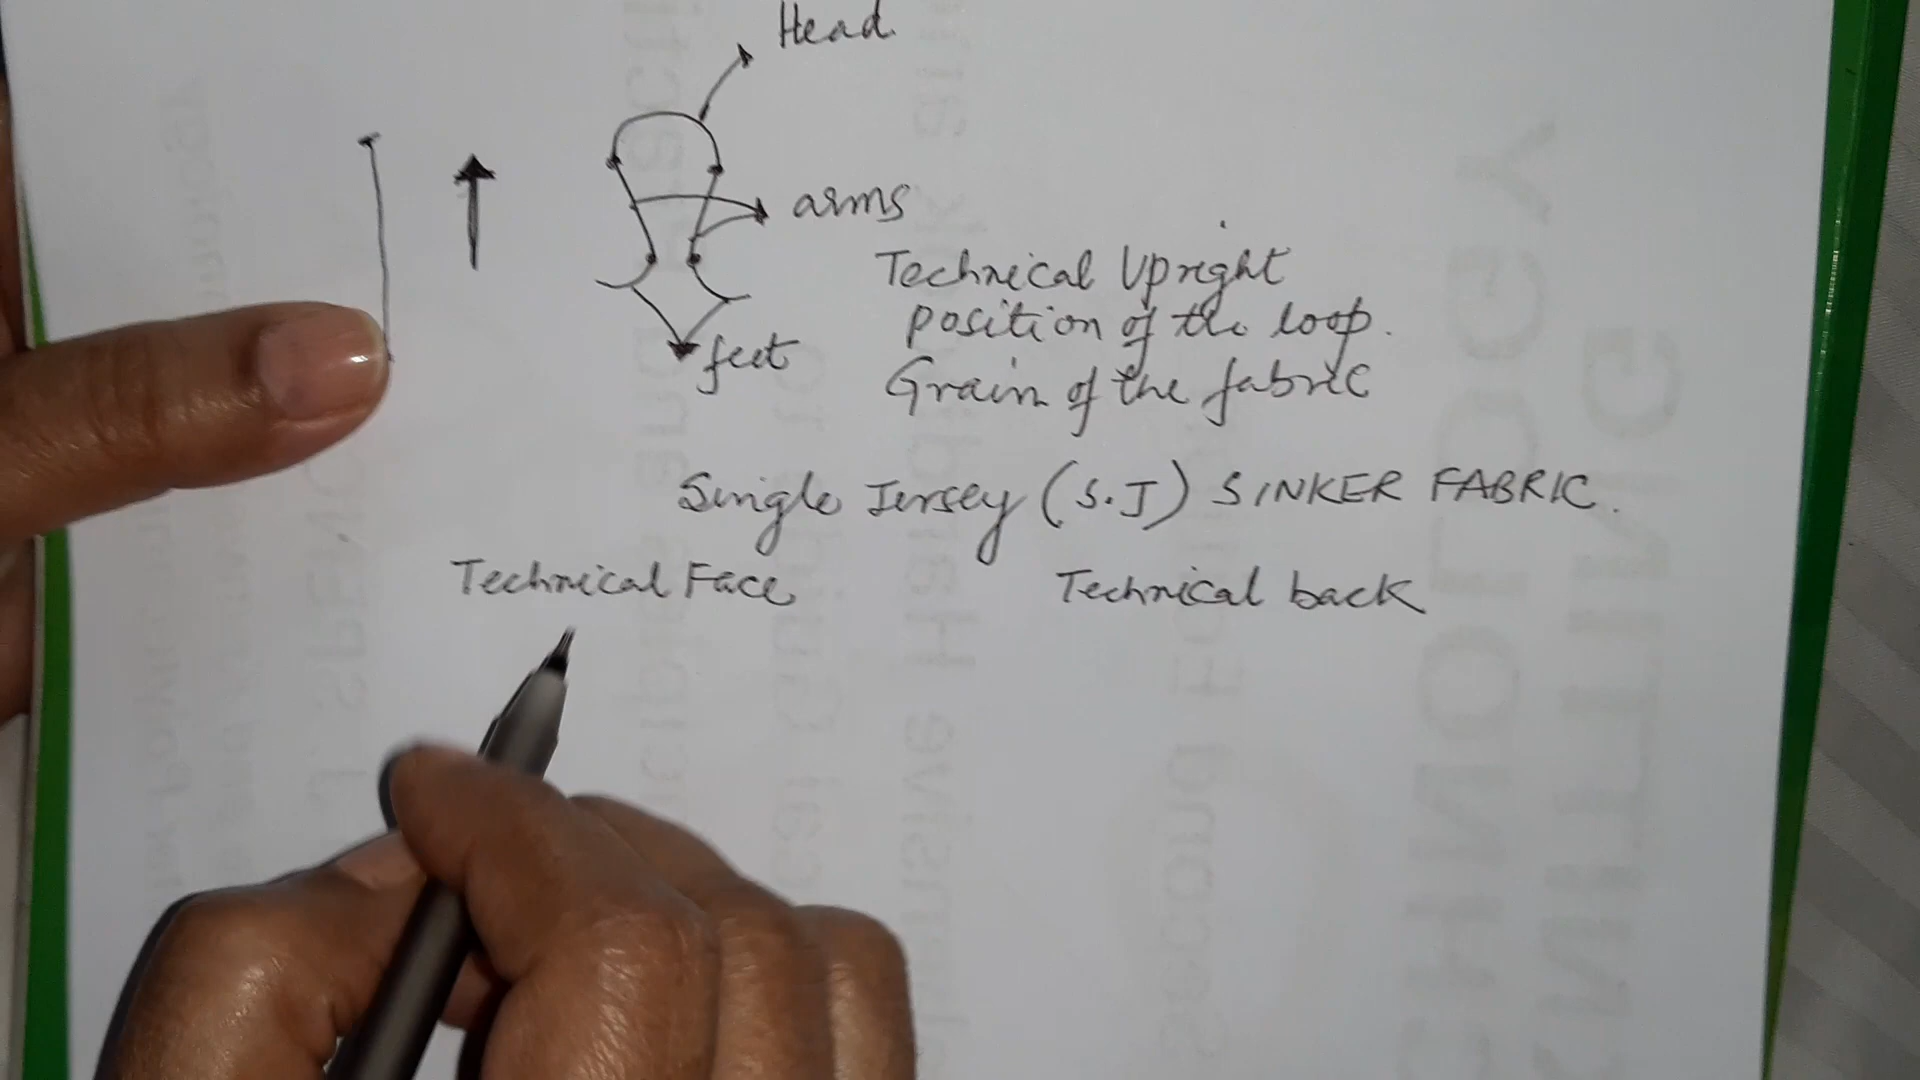 Head
arms
Technical Upright
position of the loop.
feet
Grain of the fabric
Single Jersey (S.J) SINKER FABRIC.
Technical Face
Technical back